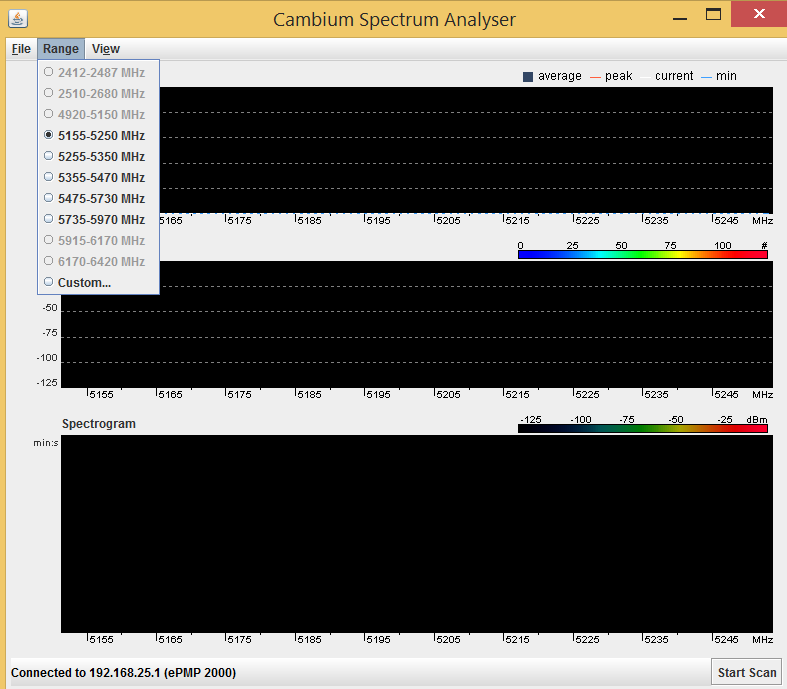 Cambium Spectrum Analyser
File Range View
2412-2487 MHz
2510-2680 MHz
4920-5150 MHz
5155-5250 MHz
5255-5350 MHz
5355-5470 MHz
5475-5730 MHz
5735-5970 MHz
5915-6170 MHz
6170-6420 MHz
Custom...
average peak current min
5165 5175 5185 5195 5205 5215 5225 5235 5245 MHz
0 25 50 75 100 #
-50
-75
-100
-125
5155 5165 5175 5185 5195 5205 5215 5225 5235 5245 MHz
Spectrogram
-125 -100 -75 -50 -25 dBm
min:s
5155 5165 5175 5185 5195 5205 5215 5225 5235 5245 MHz
Connected to 192.168.25.1 (ePMP 2000)
Start Scan